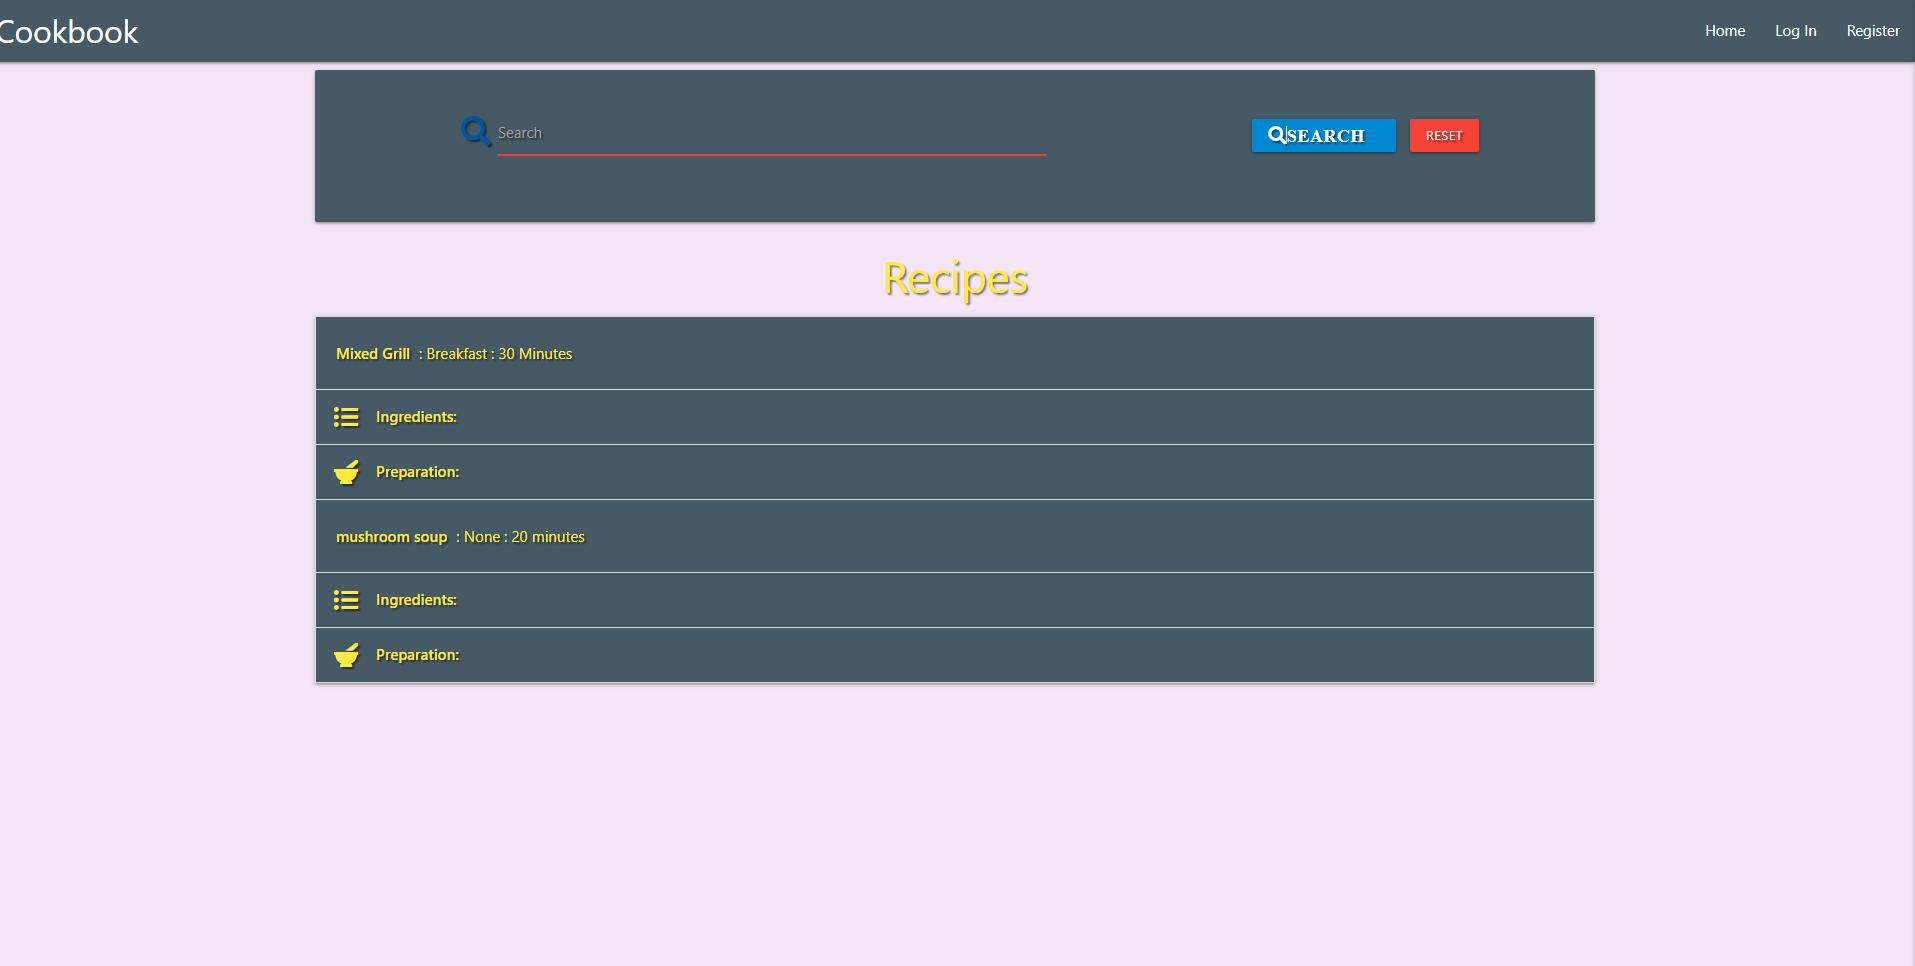 Cookbook
Home Log In Register
Search
SEARCH
RESET
Recipes
Mixed Grill : Breakfast : 30 Minutes
Ingredients:
Preparation:
mushroom soup : None : 20 minutes
Ingredients:
Preparation: